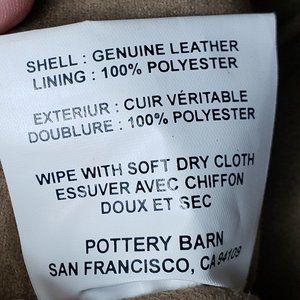 SHELL : GENUINE LEATHER
LINING : 100% POLYESTER
EXTERIUR : CUIR VÉRITABLE
DOUBLURE : 100% POLYESTER
WIPE WITH SOFT DRY CLOTH
ESSUVER AVEC CHIFFON
DOUX ET SEC
POTTERY BARN
SAN FRANCISCO, CA 94109